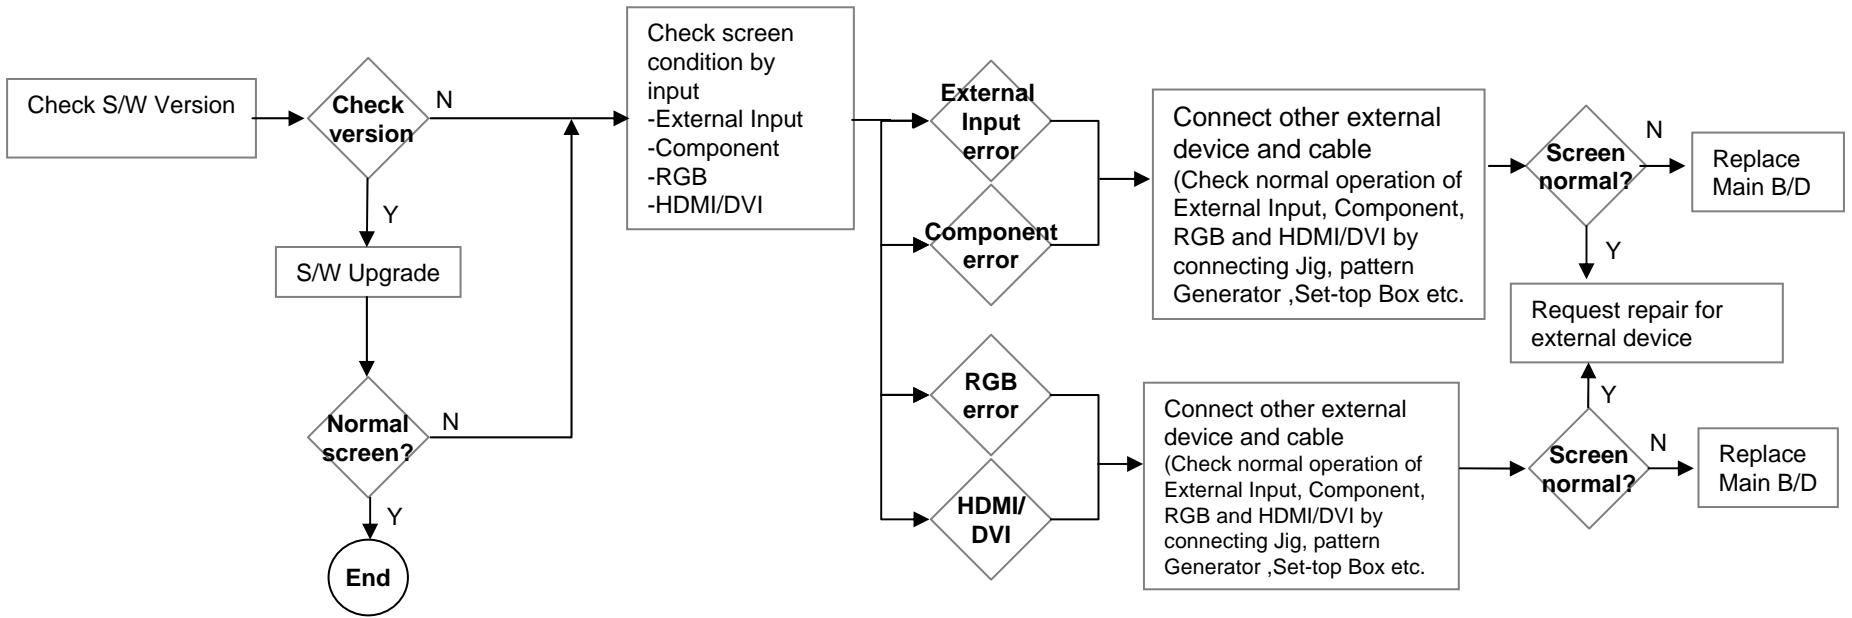 Check S/W Version
Check
version
N
Y
S/W Upgrade
Normal
screen?
N
Y
End
Check screen
condition by
input
-External Input
-Component
-RGB
-HDMI/DVI
External
Input
error
Component
error
RGB
error
HDMI/
DVI
Connect other external
device and cable
(Check normal operation of
External Input, Component,
RGB and HDMI/DVI by
connecting Jig, pattern
Generator ,Set-top Box etc.
Screen
normal?
N
Replace
Main B/D
Y
Request repair for
external device
Connect other external
device and cable
(Check normal operation of
External Input, Component,
RGB and HDMI/DVI by
connecting Jig, pattern
Generator ,Set-top Box etc.
Y
Screen
normal?
N
Replace
Main B/D